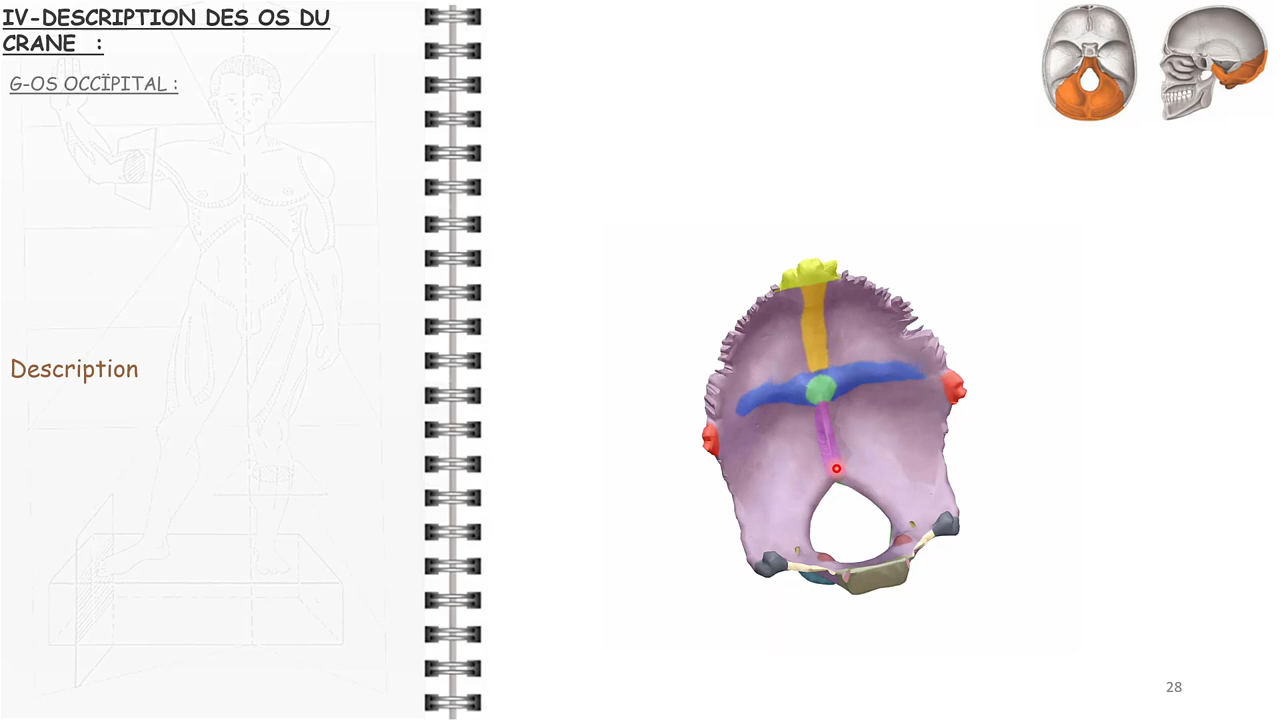 IV-DESCRIPTION DES OS DU
CRANE :
G-OS OCCÏPITAL :
Description
28